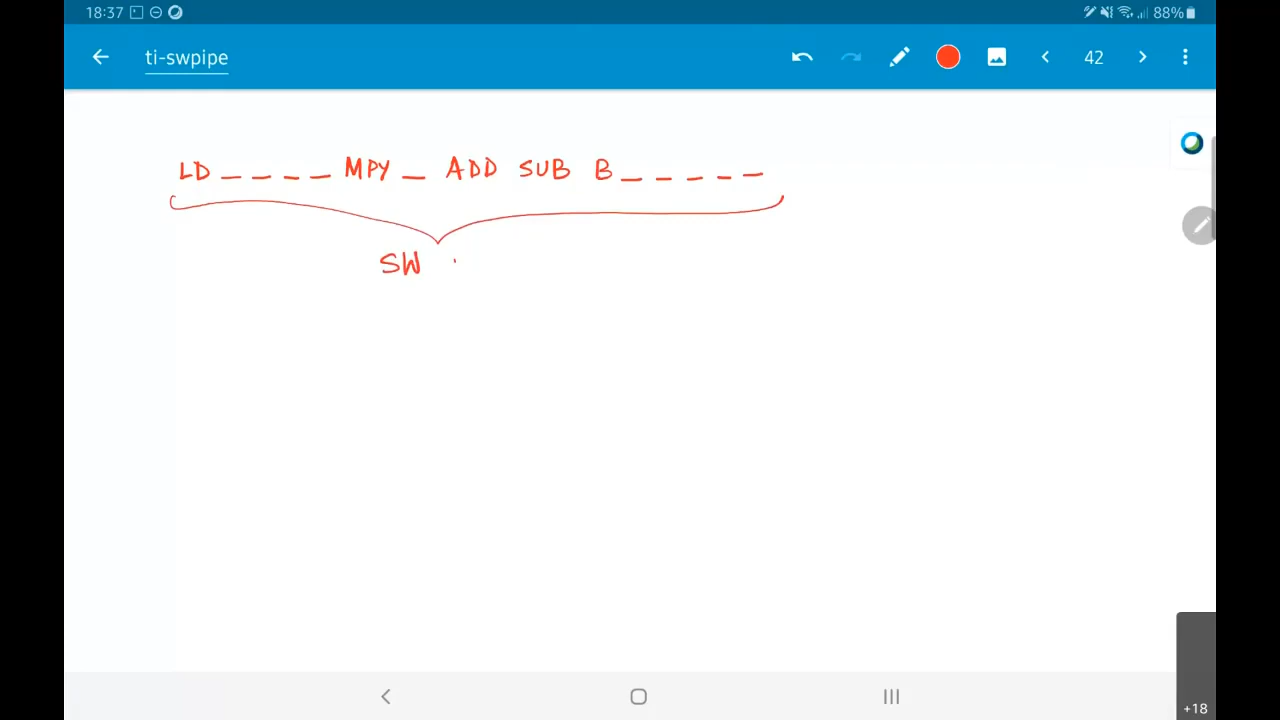 18:37 88%
ti-swpipe 42
LD _ _ _ _ MPY _ ADD SUB B _ _ _ _ _
SW
+18